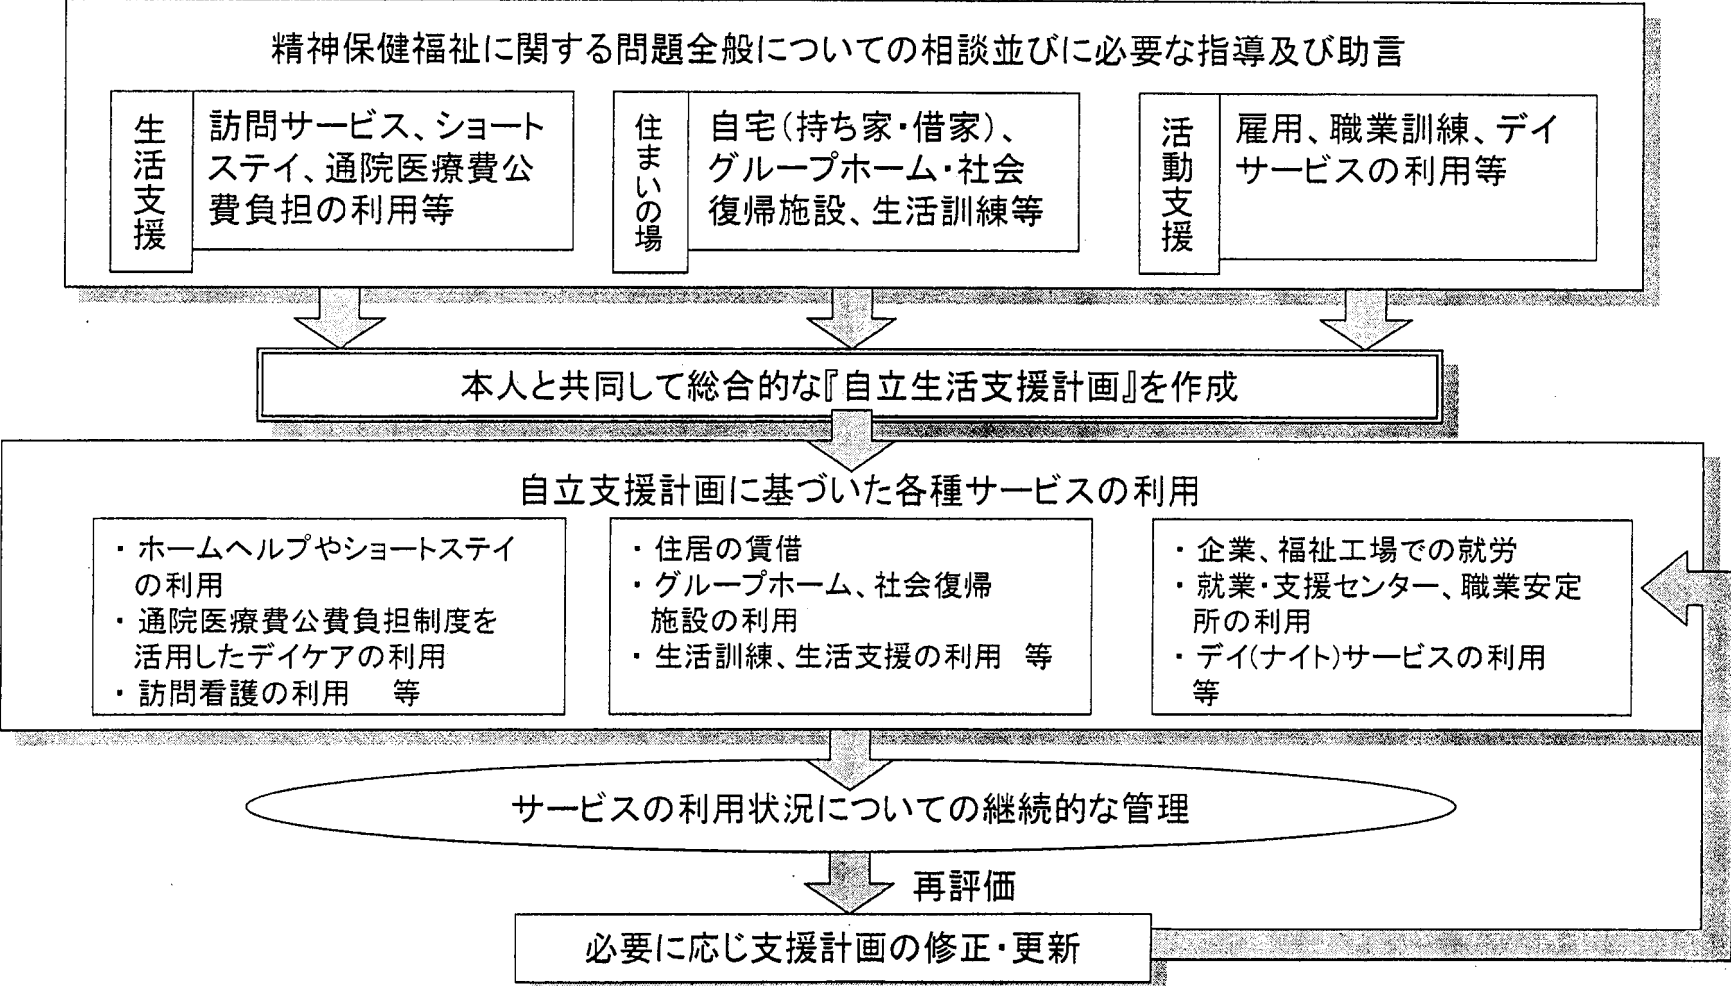 精神保健福祉に関する問題全般についての相談並びに必要な指導及び助言
生活支援
訪問サービス、ショート
ステイ、通院医療費公
費負担の利用等
住まいの場
自宅(持ち家・借家)、
グループホーム・社会
復帰施設、生活訓練等
活動支援
雇用、職業訓練、デイ
サービスの利用等
本人と共同して総合的な『自立生活支援計画』を作成
自立支援計画に基づいた各種サービスの利用
・ホームヘルプやショートステイ
の利用
・通院医療費公費負担制度を
活用したデイケアの利用
・訪問看護の利用　等
・住居の賃借
・グループホーム、社会復帰
施設の利用
・生活訓練、生活支援の利用　等
・企業、福祉工場での就労
・就業・支援センター、職業安定
所の利用
・デイ(ナイト)サービスの利用
等
サービスの利用状況についての継続的な管理
再評価
必要に応じ支援計画の修正・更新